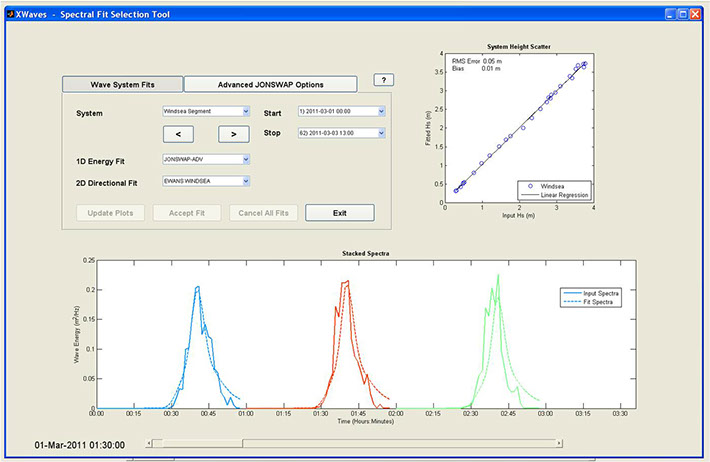 XWaves - Spectral Fit Selection Tool
Wave System Fits
Advanced JONSWAP Options
?
System
Windsea Segment
Start
1) 2011-03-01 00:00
<
>
Stop
62) 2011-03-03 13:00
1D Energy Fit
JONSWAP-ADV
2D Directional Fit
EWANS WINDSEA
Update Plots
Accept Fit
Cancel All Fits
Exit
System Height Scatter
RMS Error 0.05 m
Bias 0.01 m
Fitted Hs (m)
4
3.5
3
2.5
2
1.5
1
0.5
0
Windsea
Linear Regression
0 1 2 3 4
Input Hs (m)
Stacked Spectra
Wave Energy (m²/Hz)
0.25
0.2
0.15
0.1
0.05
0
Input Spectra
Fit Spectra
00:00 00:15 00:30 00:45 01:00 01:15 01:30 01:45 02:00 02:15 02:30 02:45 03:00 03:15 03:30
Time (Hours:Minutes)
01-Mar-2011 01:30:00